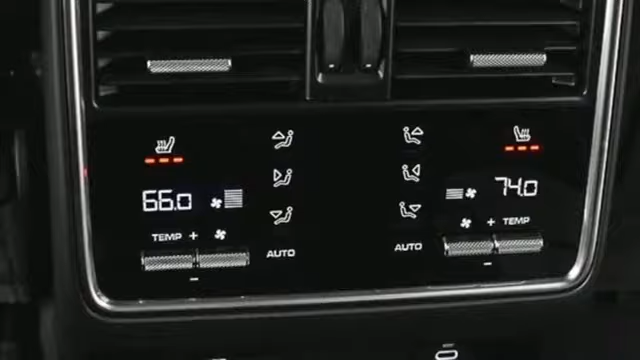 66.0
74.0
TEMP +
+ TEMP
AUTO
AUTO
-
-